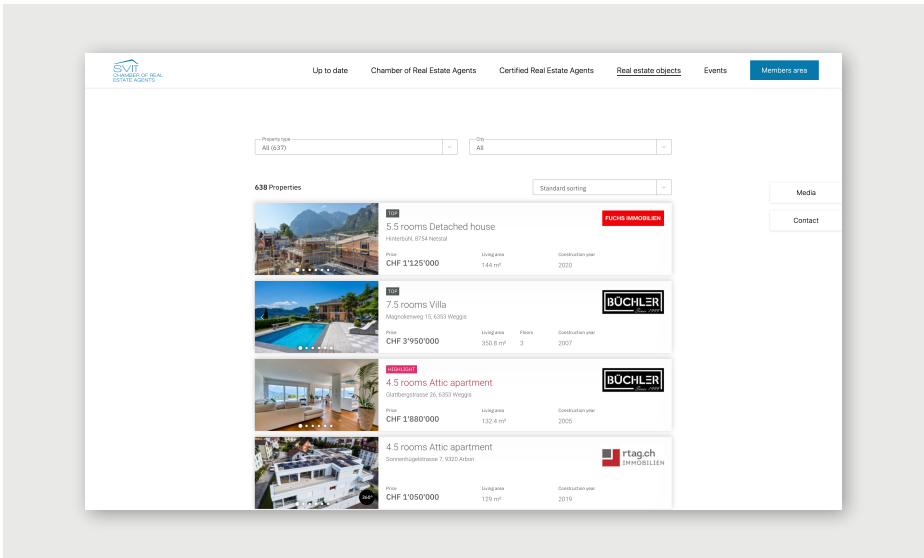 SVIT
CHAMBER OF REAL
ESTATE AGENTS
Up to date
Chamber of Real Estate Agents
Certified Real Estate Agents
Real estate objects
Events
Members area
Property type
All (637)
City
All
638 Properties
Standard sorting
Media
Contact
TOP
5.5 rooms Detached house
Hinterbühl, 8754 Netstal
FUCHS IMMOBILIEN
Price
Living area
Construction year
CHF 1'125'000
144 m²
2020
TOP
7.5 rooms Villa
Magnolienweg 15, 6353 Weggis
BÜCHLER
Since 1999
Price
Living area
Floors
Construction year
CHF 3'950'000
350.8 m²
3
2007
HIGHLIGHT
4.5 rooms Attic apartment
Glattbergstrasse 26, 6353 Weggis
BÜCHLER
Since 1999
Price
Living area
Construction year
CHF 1'880'000
132.4 m²
2005
4.5 rooms Attic apartment
Sonnenhügelstrasse 7, 9320 Arbon
rtag.ch
IMMOBILIEN
Price
Living area
Construction year
360°
CHF 1'050'000
129 m²
2019